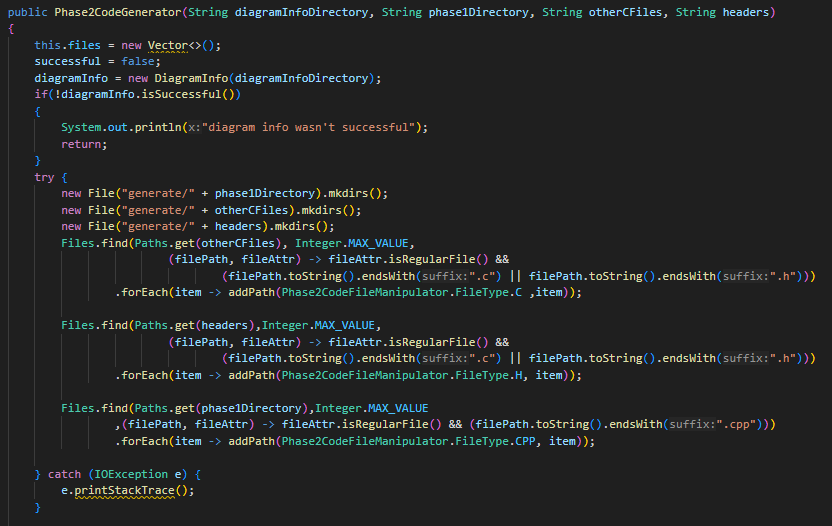 public Phase2CodeGenerator(String diagramInfoDirectory, String phase1Directory, String otherCFiles, String headers)
{
    this.files = new Vector<>();
    successful = false;
    diagramInfo = new DiagramInfo(diagramInfoDirectory);
    if(!diagramInfo.isSuccessful())
    {
        System.out.println(x:"diagram info wasn't successful");
        return;
    }
    try {
        new File("generate/" + phase1Directory).mkdirs();
        new File("generate/" + otherCFiles).mkdirs();
        new File("generate/" + headers).mkdirs();
        Files.find(Paths.get(otherCFiles), Integer.MAX_VALUE,
                        (filePath, fileAttr) -> fileAttr.isRegularFile() &&
                                (filePath.toString().endsWith(suffix:".c") || filePath.toString().endsWith(suffix:".h")))
                .forEach(item -> addPath(Phase2CodeFileManipulator.FileType.C ,item));

        Files.find(Paths.get(headers),Integer.MAX_VALUE,
                        (filePath, fileAttr) -> fileAttr.isRegularFile() &&
                                (filePath.toString().endsWith(suffix:".c") || filePath.toString().endsWith(suffix:".h")))
                .forEach(item -> addPath(Phase2CodeFileManipulator.FileType.H, item));

        Files.find(Paths.get(phase1Directory),Integer.MAX_VALUE
                ,(filePath, fileAttr) -> fileAttr.isRegularFile() && (filePath.toString().endsWith(suffix:".cpp")))
                .forEach(item -> addPath(Phase2CodeFileManipulator.FileType.CPP, item));

    } catch (IOException e) {
        e.printStackTrace();
    }